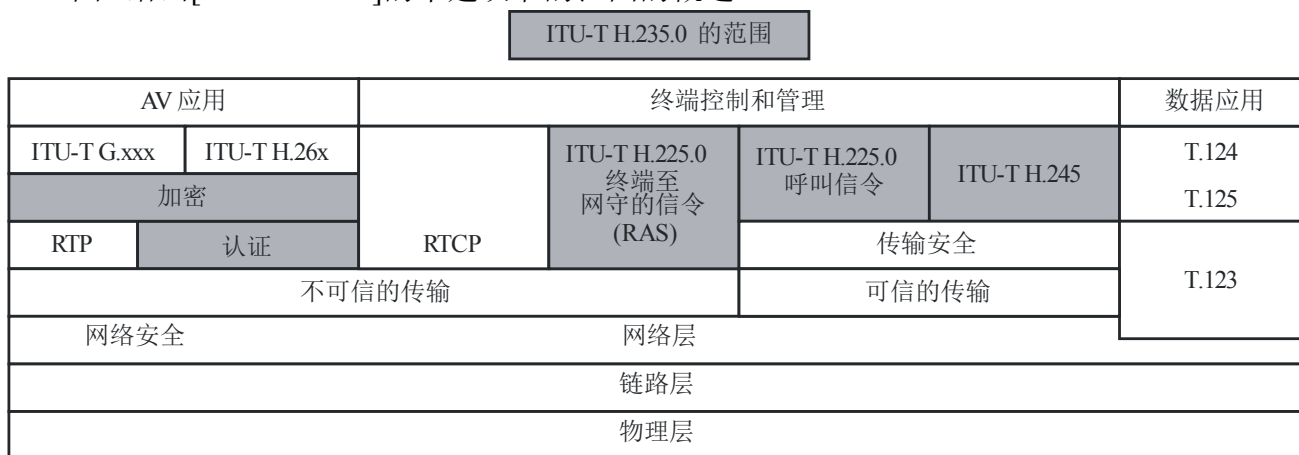 ITU-T H.235.0 的范围
AV 应用
终端控制和管理
数据应用
ITU-T G.xxx
ITU-T H.26x
加密
RTP
认证
RTCP
ITU-T H.225.0
终端至
网守的信令
(RAS)
ITU-T H.225.0
呼叫信令
ITU-T H.245
传输安全
T.124
T.125
T.123
不可信的传输
可信的传输
网络安全
网络层
链路层
物理层